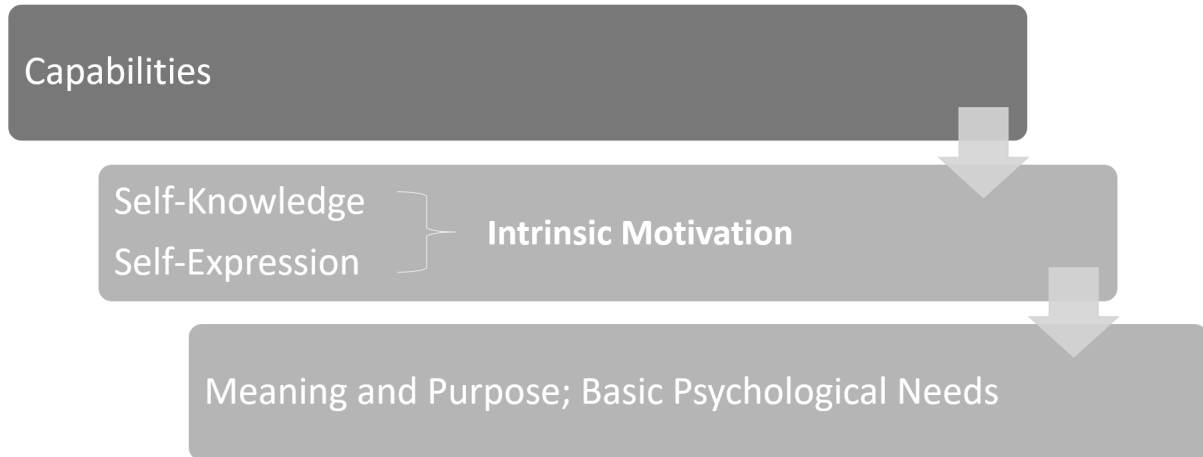 Capabilities
Self-Knowledge
Self-Expression
Intrinsic Motivation
Meaning and Purpose; Basic Psychological Needs